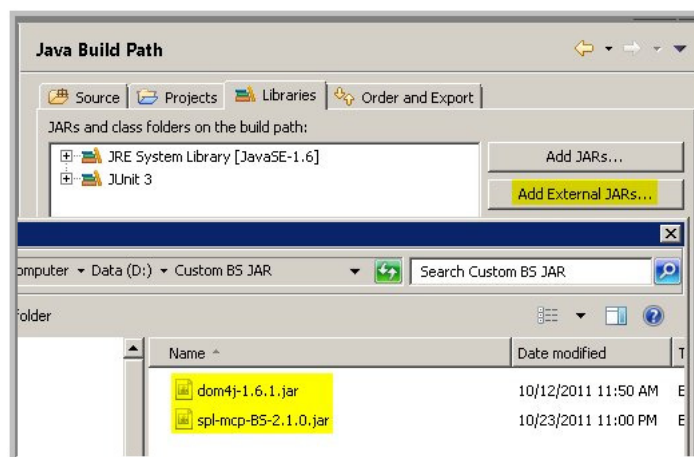 Java Build Path
Source Projects Libraries Order and Export
JARs and class folders on the build path:
JRE System Library [JavaSE-1.6]
Add JARs...
JUnit 3
Add External JARs...
omputer Data (D:) Custom BS JAR
Search Custom BS JAR
folder
Name
Date modified
T
dom4j-1.6.1.jar
10/12/2011 11:50 AM
E
spl-mcp-BS-2.1.0.jar
10/23/2011 11:00 PM
E